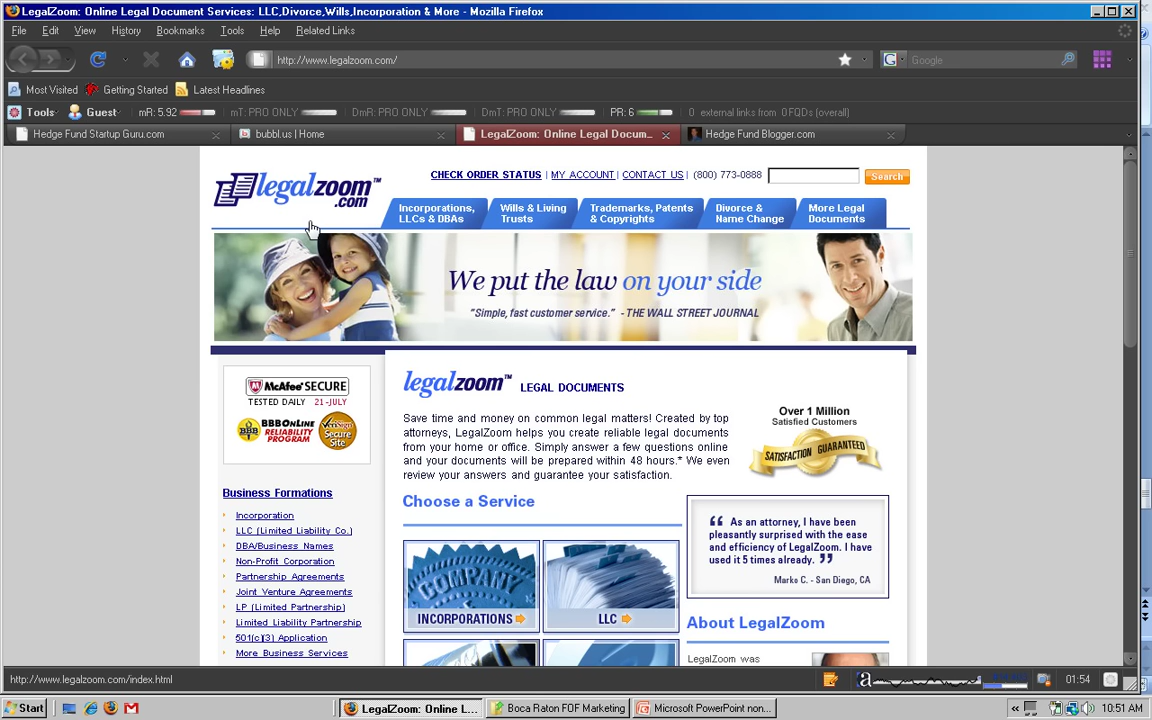 LegalZoom: Online Legal Document Services: LLC,Divorce,Wills,Incorporation & More - Mozilla Firefox
File Edit View History Bookmarks Tools Help Related Links
http://www.legalzoom.com/
G Google
Most Visited Getting Started Latest Headlines
Tools Guest mR: 5.92 mT: PRO ONLY DmR: PRO ONLY DmT: PRO ONLY PR: 6 0 external links from 0 FQDs (overall)
Hedge Fund Startup Guru.com bubbl.us | Home LegalZoom: Online Legal Docum... Hedge Fund Blogger.com
legalzoom™.com
CHECK ORDER STATUS | MY ACCOUNT | CONTACT US | (800) 773-0888 Search
Incorporations, LLCs & DBAs
Wills & Living Trusts
Trademarks, Patents & Copyrights
Divorce & Name Change
More Legal Documents
We put the law on your side
"Simple, fast customer service." - THE WALL STREET JOURNAL
McAfee SECURE
TESTED DAILY 21-JULY
BBB BBBONLINE RELIABILITY PROGRAM
VeriSign Secure Site
Business Formations
Incorporation
LLC (Limited Liability Co.)
DBA/Business Names
Non-Profit Corporation
Partnership Agreements
Joint Venture Agreements
LP (Limited Partnership)
Limited Liability Partnership
501(c)(3) Application
More Business Services
legalzoom™ LEGAL DOCUMENTS
Save time and money on common legal matters! Created by top
attorneys, LegalZoom helps you create reliable legal documents
from your home or office. Simply answer a few questions online
and your documents will be prepared within 48 hours.* We even
review your answers and guarantee your satisfaction.
Over 1 Million
Satisfied Customers
SATISFACTION GUARANTEED
Choose a Service
COMPANY
INCORPORATIONS
LLC
“ As an attorney, I have been
pleasantly surprised with the ease
and efficiency of LegalZoom. I have
used it 5 times already. ”
Marko C. - San Diego, CA
About LegalZoom
LegalZoom was
http://www.legalzoom.com/index.html
a
01:54
Start LegalZoom: Online L... Boca Raton FOF Marketing Microsoft PowerPoint non... « 10:51 AM